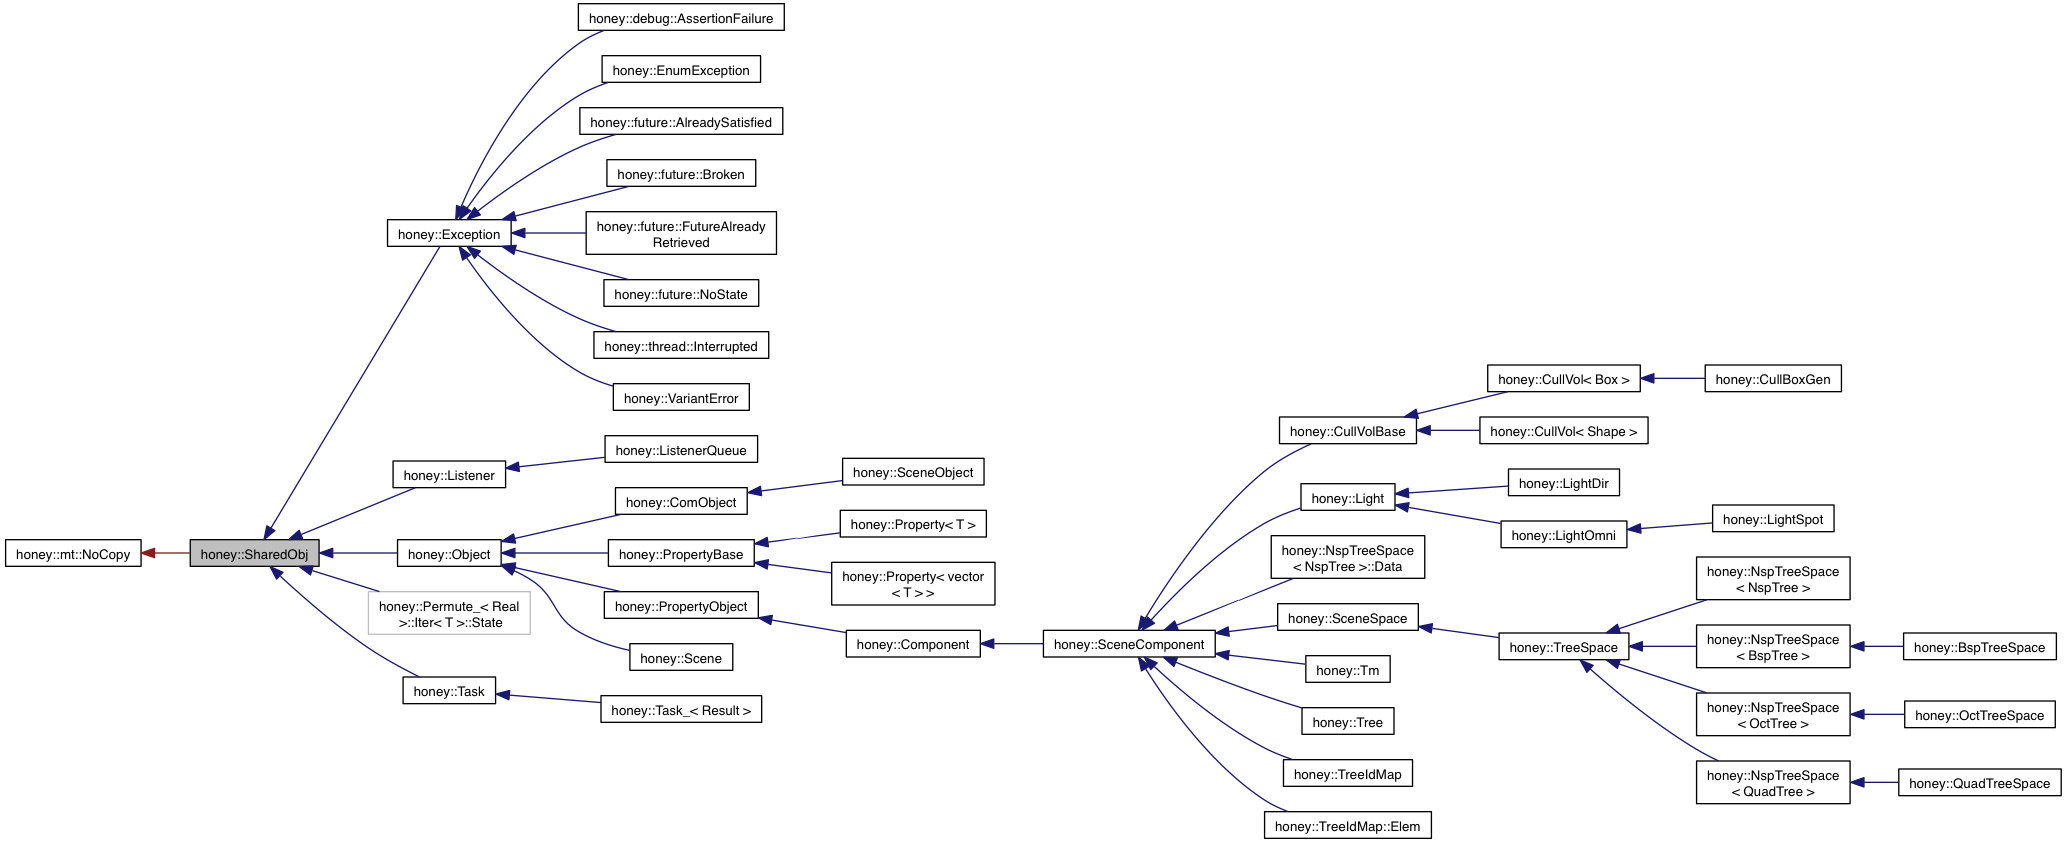 honey::debug::AssertionFailure
honey::EnumException
honey::future::AlreadySatisfied
honey::future::Broken
honey::future::FutureAlready
Retrieved
honey::future::NoState
honey::thread::Interrupted
honey::VariantError
honey::Exception
honey::mt::NoCopy
honey::SharedObj
honey::Listener
honey::ListenerQueue
honey::Object
honey::ComObject
honey::SceneObject
honey::PropertyBase
honey::Property< T >
honey::Property< vector
< T > >
honey::PropertyObject
honey::Scene
honey::Permute_< Real
>::Iter< T >::State
honey::Task
honey::Task_< Result >
honey::Component
honey::SceneComponent
honey::CullVolBase
honey::CullVol< Box >
honey::CullBoxGen
honey::CullVol< Shape >
honey::Light
honey::LightDir
honey::LightOmni
honey::LightSpot
honey::NspTreeSpace
< NspTree >::Data
honey::SceneSpace
honey::Tm
honey::Tree
honey::TreeIdMap
honey::TreeIdMap::Elem
honey::TreeSpace
honey::NspTreeSpace
< NspTree >
honey::NspTreeSpace
< BspTree >
honey::BspTreeSpace
honey::NspTreeSpace
< OctTree >
honey::OctTreeSpace
honey::NspTreeSpace
< QuadTree >
honey::QuadTreeSpace